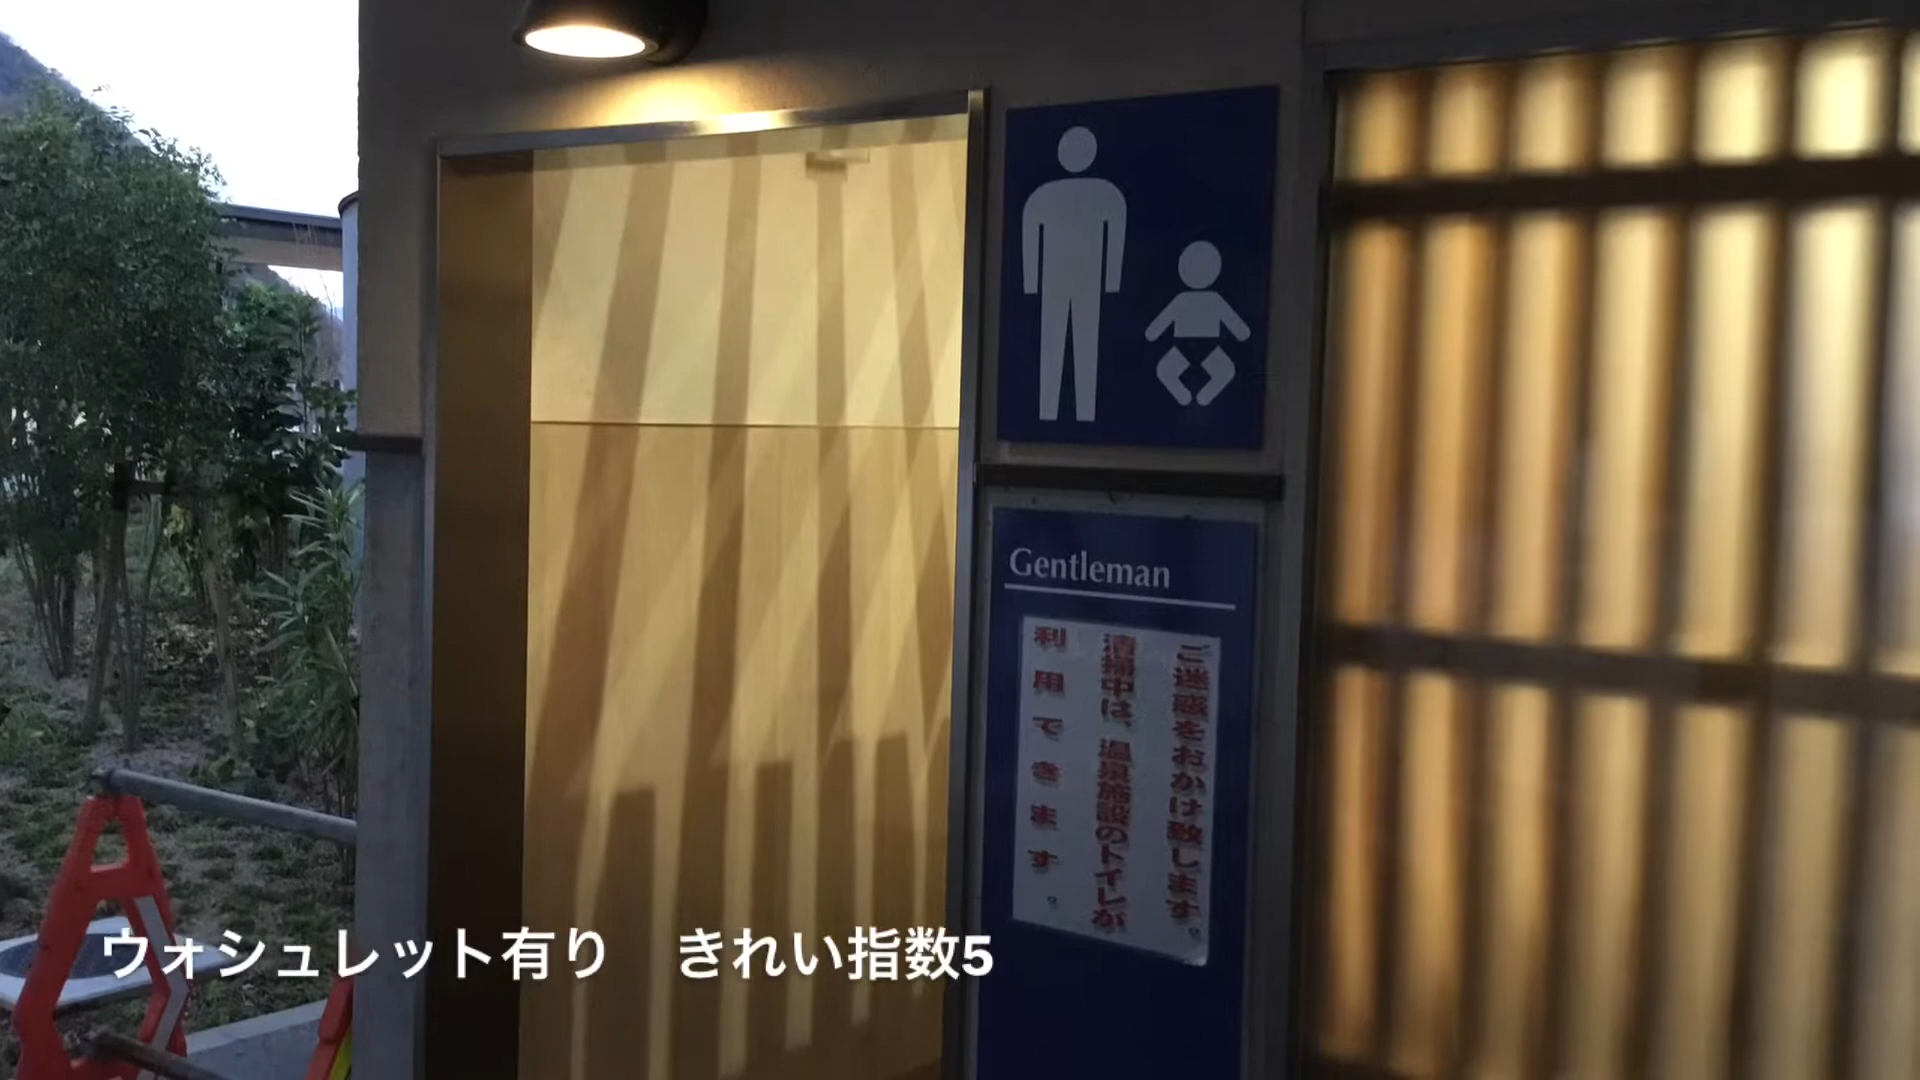 Gentleman
ご迷惑をおかけ致します。
清掃中は、温泉施設のトイレが
利用できます。
ウォシュレット有り　きれい指数5